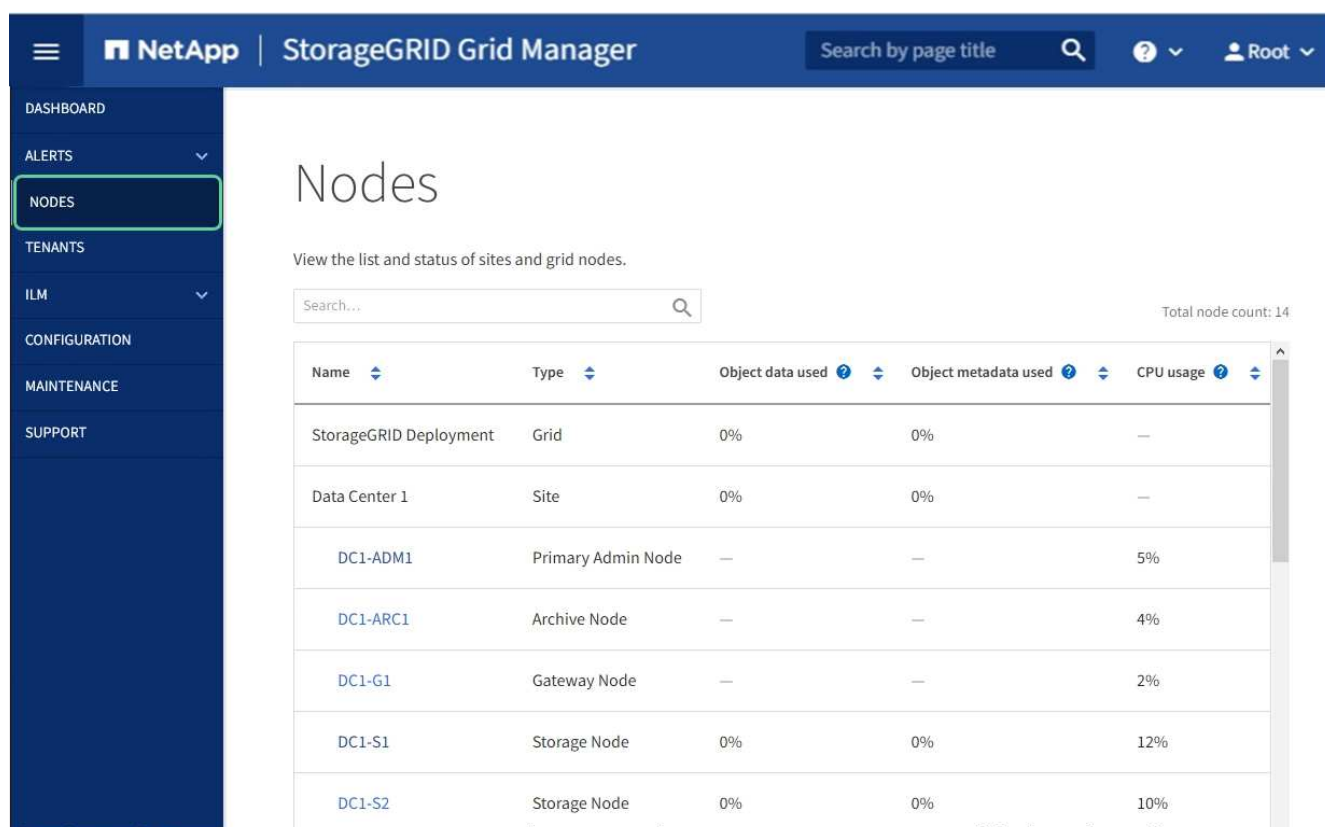 NetApp | StorageGRID Grid Manager Search by page title Root
DASHBOARD
ALERTS
NODES
TENANTS
ILM
CONFIGURATION
MAINTENANCE
SUPPORT
Nodes
View the list and status of sites and grid nodes.
Search...
Total node count: 14
Name Type Object data used Object metadata used CPU usage
StorageGRID Deployment Grid 0% 0% —
Data Center 1 Site 0% 0% —
DC1-ADM1 Primary Admin Node — — 5%
DC1-ARC1 Archive Node — — 4%
DC1-G1 Gateway Node — — 2%
DC1-S1 Storage Node 0% 0% 12%
DC1-S2 Storage Node 0% 0% 10%